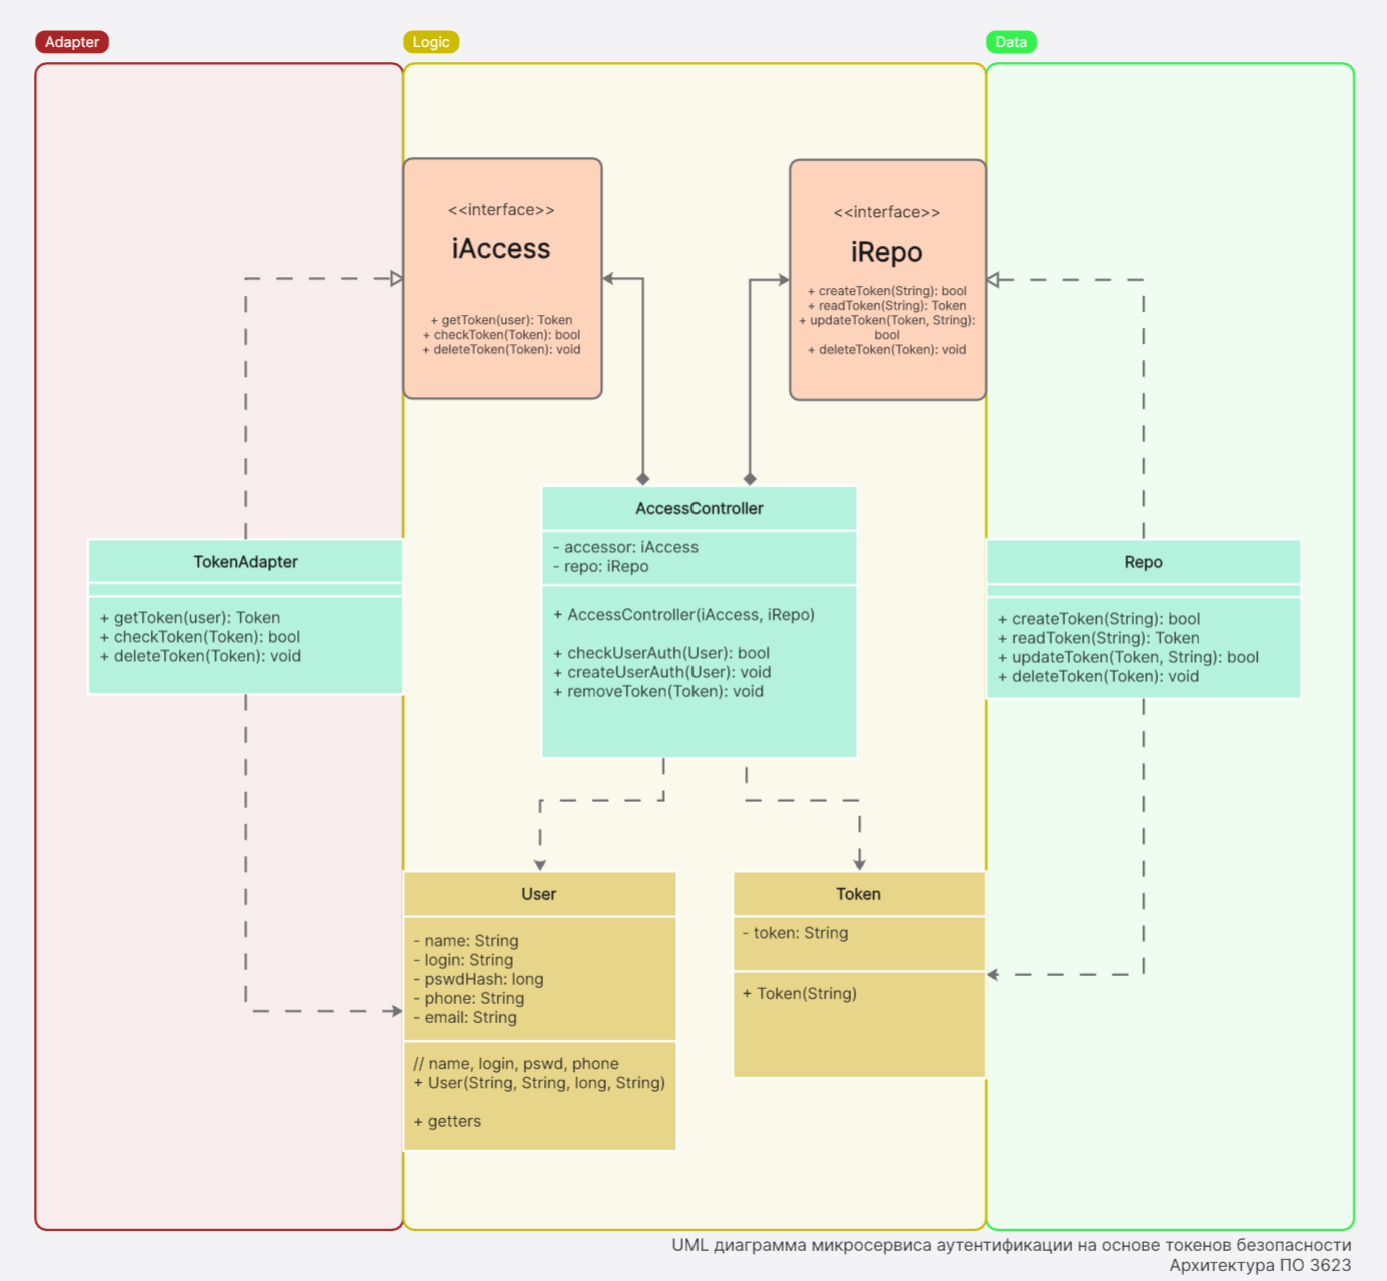 Adapter
Logic
Data
<<interface>>
iAccess
+ getToken(user): Token
+ checkToken(Token): bool
+ deleteToken(Token): void
<<interface>>
iRepo
+ createToken(String): bool
+ readToken(String): Token
+ updateToken(Token, String):
bool
+ deleteToken(Token): void
TokenAdapter
+ getToken(user): Token
+ checkToken(Token): bool
+ deleteToken(Token): void
AccessController
- accessor: iAccess
- repo: iRepo
+ AccessController(iAccess, iRepo)
+ checkUserAuth(User): bool
+ createUserAuth(User): void
+ removeToken(Token): void
Repo
+ createToken(String): bool
+ readToken(String): Token
+ updateToken(Token, String): bool
+ deleteToken(Token): void
User
- name: String
- login: String
- pswdHash: long
- phone: String
- email: String
// name, login, pswd, phone
+ User(String, String, long, String)
+ getters
Token
- token: String
+ Token(String)
UML диаграмма микросервиса аутентификации на основе токенов безопасности
Архитектура ПО 3623